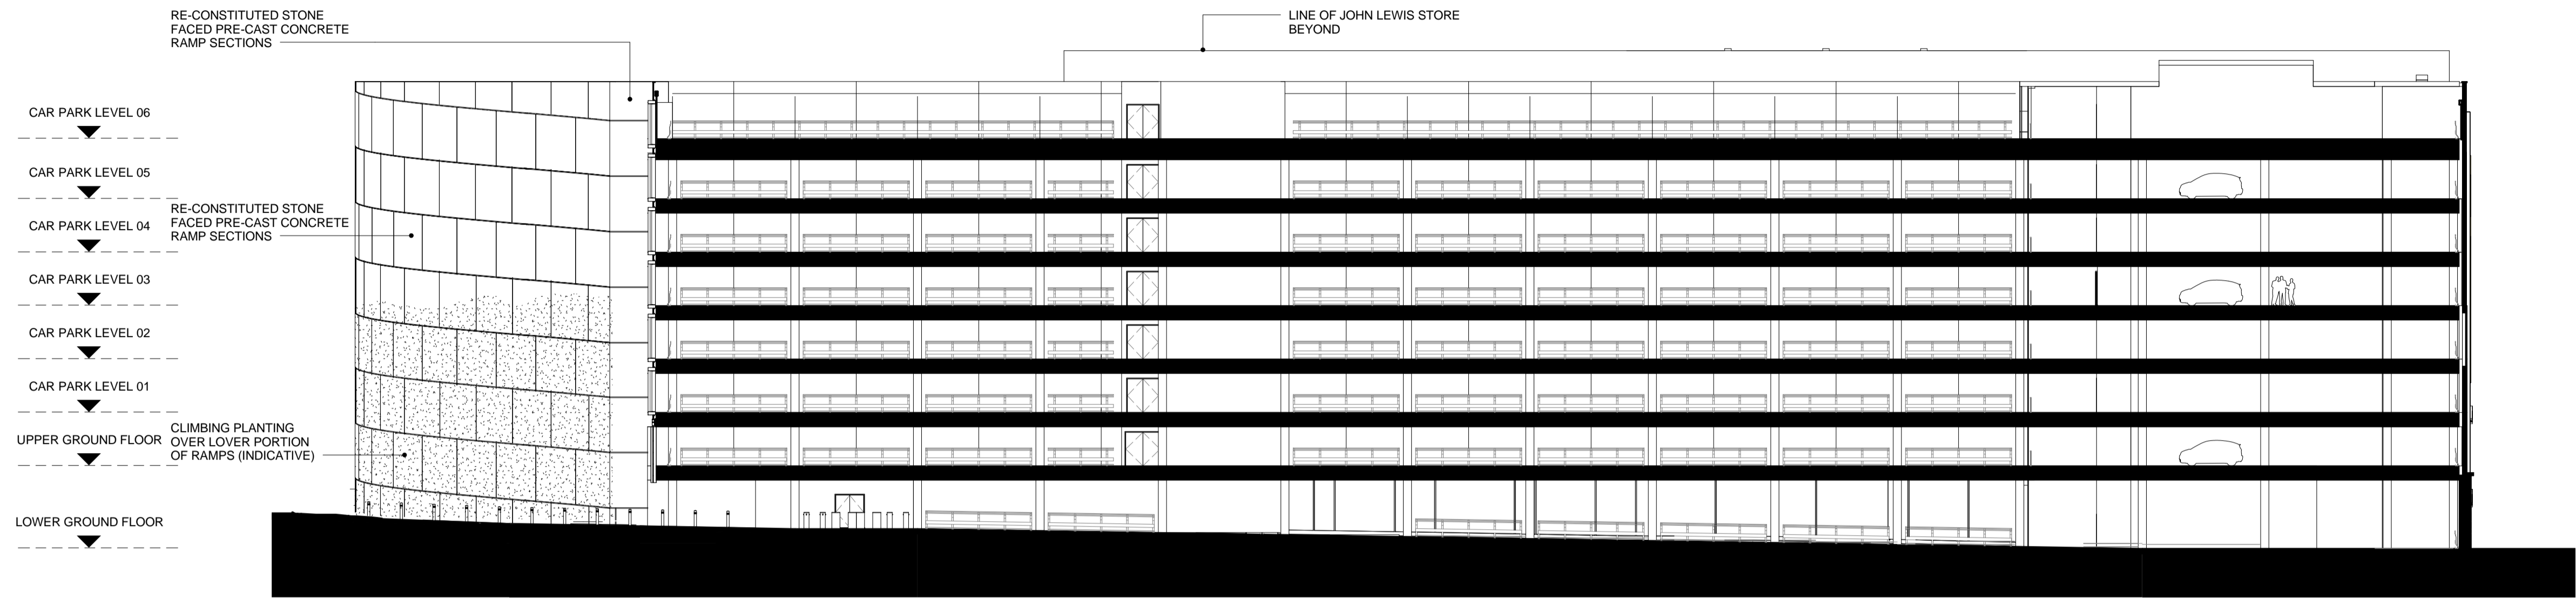 RE-CONSTITUTED STONE
FACED PRE-CAST CONCRETE
RAMP SECTIONS
LINE OF JOHN LEWIS STORE
BEYOND
CAR PARK LEVEL 06
CAR PARK LEVEL 05
RE-CONSTITUTED STONE
FACED PRE-CAST CONCRETE
RAMP SECTIONS
CAR PARK LEVEL 04
CAR PARK LEVEL 03
CAR PARK LEVEL 02
CAR PARK LEVEL 01
UPPER GROUND FLOOR
CLIMBING PLANTING
OVER LOVER PORTION
OF RAMPS (INDICATIVE)
LOWER GROUND FLOOR